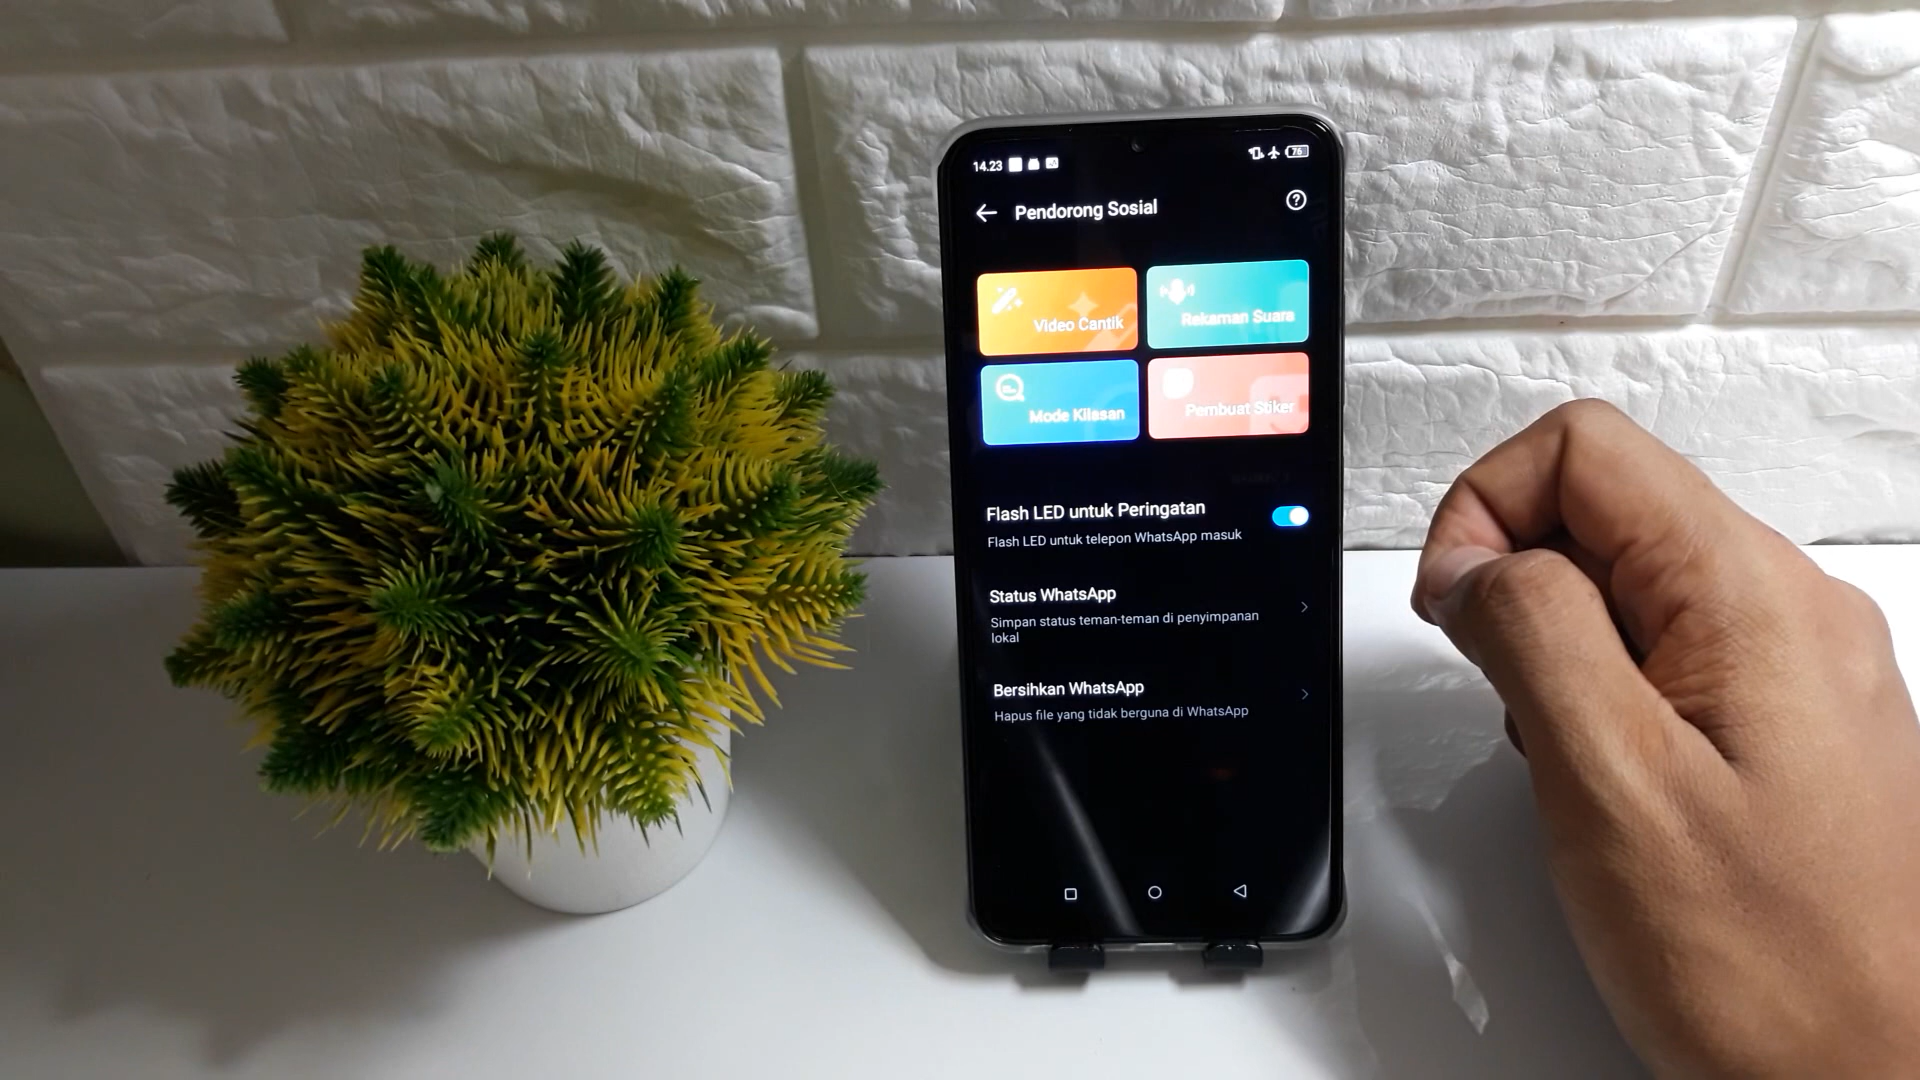 14.23
76
Pendorong Sosial
Video Cantik
Rekaman Suara
Mode Kilasan
Pembuat Stiker
Flash LED untuk Peringatan
Flash LED untuk telepon WhatsApp masuk
Status WhatsApp
Simpan status teman-teman di penyimpanan
lokal
Bersihkan WhatsApp
Hapus file yang tidak berguna di WhatsApp